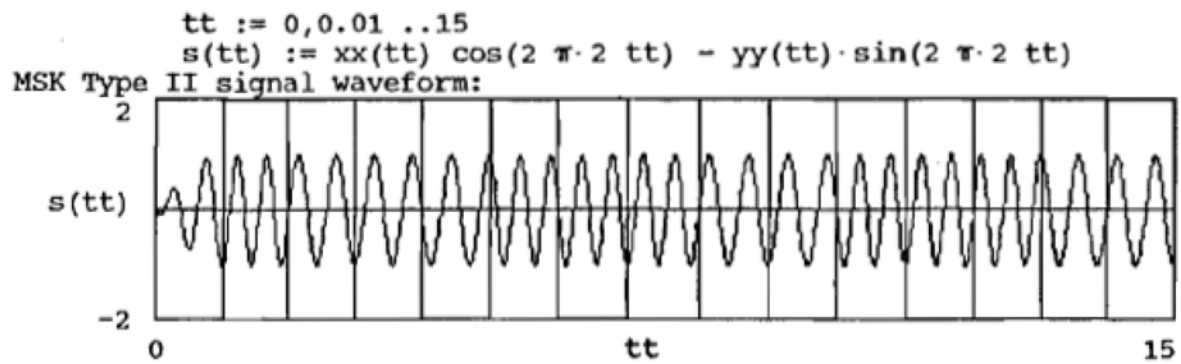 tt := 0,0.01 ..15
s(tt) := xx(tt) cos(2 π· 2 tt) - yy(tt)·sin(2 π· 2 tt)
MSK Type II signal waveform:
2
s(tt)
-2
0 tt 15